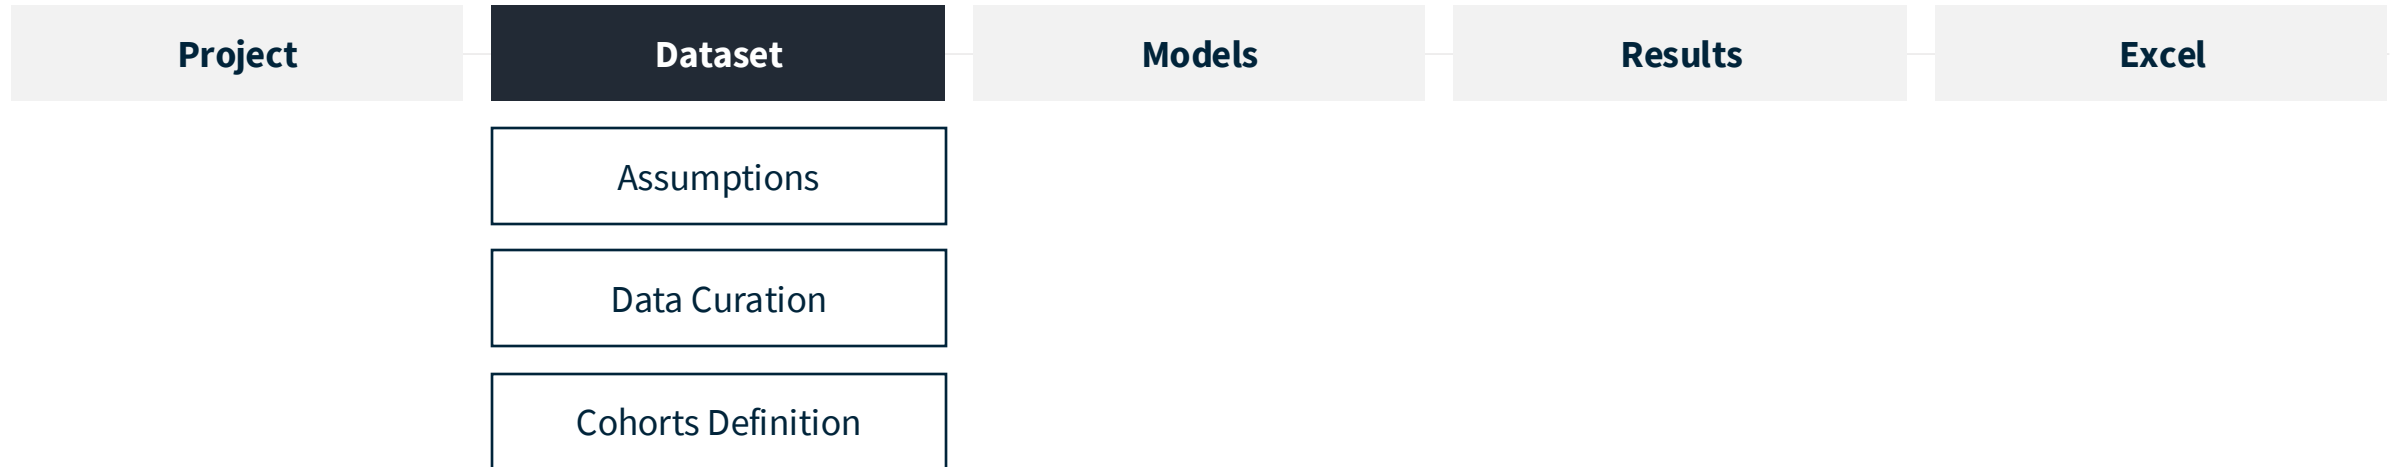 Project
Dataset
Models
Results
Excel
Assumptions
Data Curation
Cohorts Definition